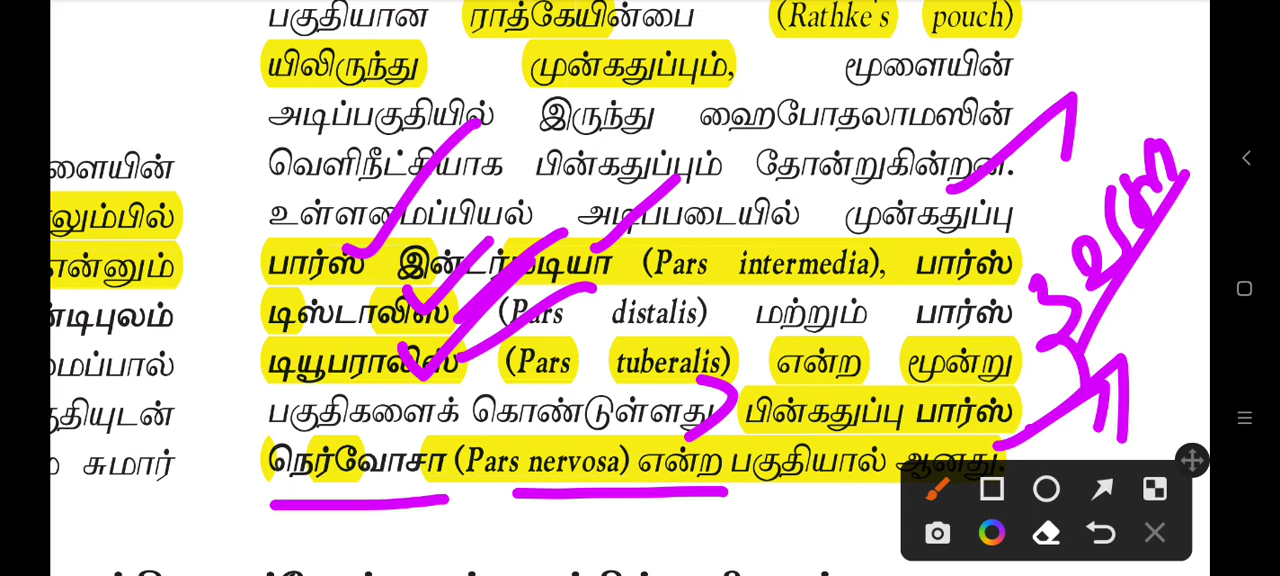 ளையின்
லும்பில்
என்னும்
ண்டிபுலம்
மைப்பால்
குதியுடன்
சுமார்
பகுதியான ராத்கேயின்பை (Rathke's pouch)
யிலிருந்து முன்கதுப்பும், மூளையின்
அடிப்பகுதியில் இருந்து ஹைபோதலாமஸின்
வெளிநீட்சியாக பின்கதுப்பும் தோன்றுகின்றன.
உள்ளமைப்பியல் அடிப்படையில் முன்கதுப்பு
பார்ஸ் இன்டர்மீடியா (Pars intermedia), பார்ஸ்
டிஸ்டாலிஸ் (Pars distalis) மற்றும் பார்ஸ்
டியூபராலிஸ் (Pars tuberalis) என்ற மூன்று
பகுதிகளைக் கொண்டுள்ளது பின்கதுப்பு பார்ஸ்
நெர்வோசா (Pars nervosa) என்ற பகுதியால் ஆனது.